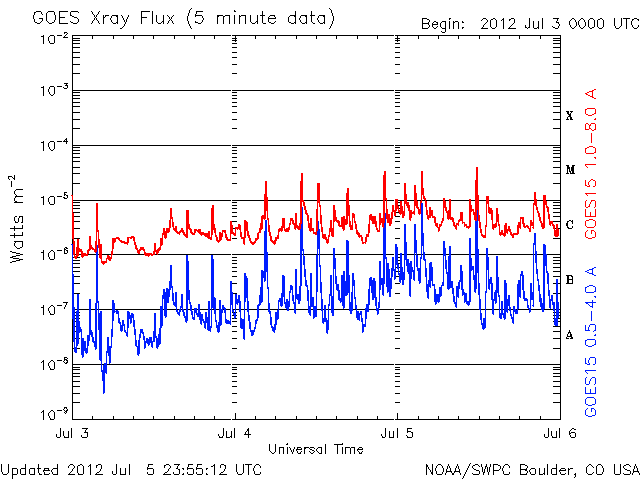 GOES Xray Flux (5 minute data)
Begin: 2012 Jul 3 0000 UTC
10-2
10-3
10-4
10-5
10-6
10-7
10-8
10-9
Watts m-2
X
M
C
B
A
GOES15 1.0-8.0 A
GOES15 0.5-4.0 A
Jul 3
Jul 4
Jul 5
Jul 6
Universal Time
Updated 2012 Jul 5 23:55:12 UTC
NOAA/SWPC Boulder, CO USA